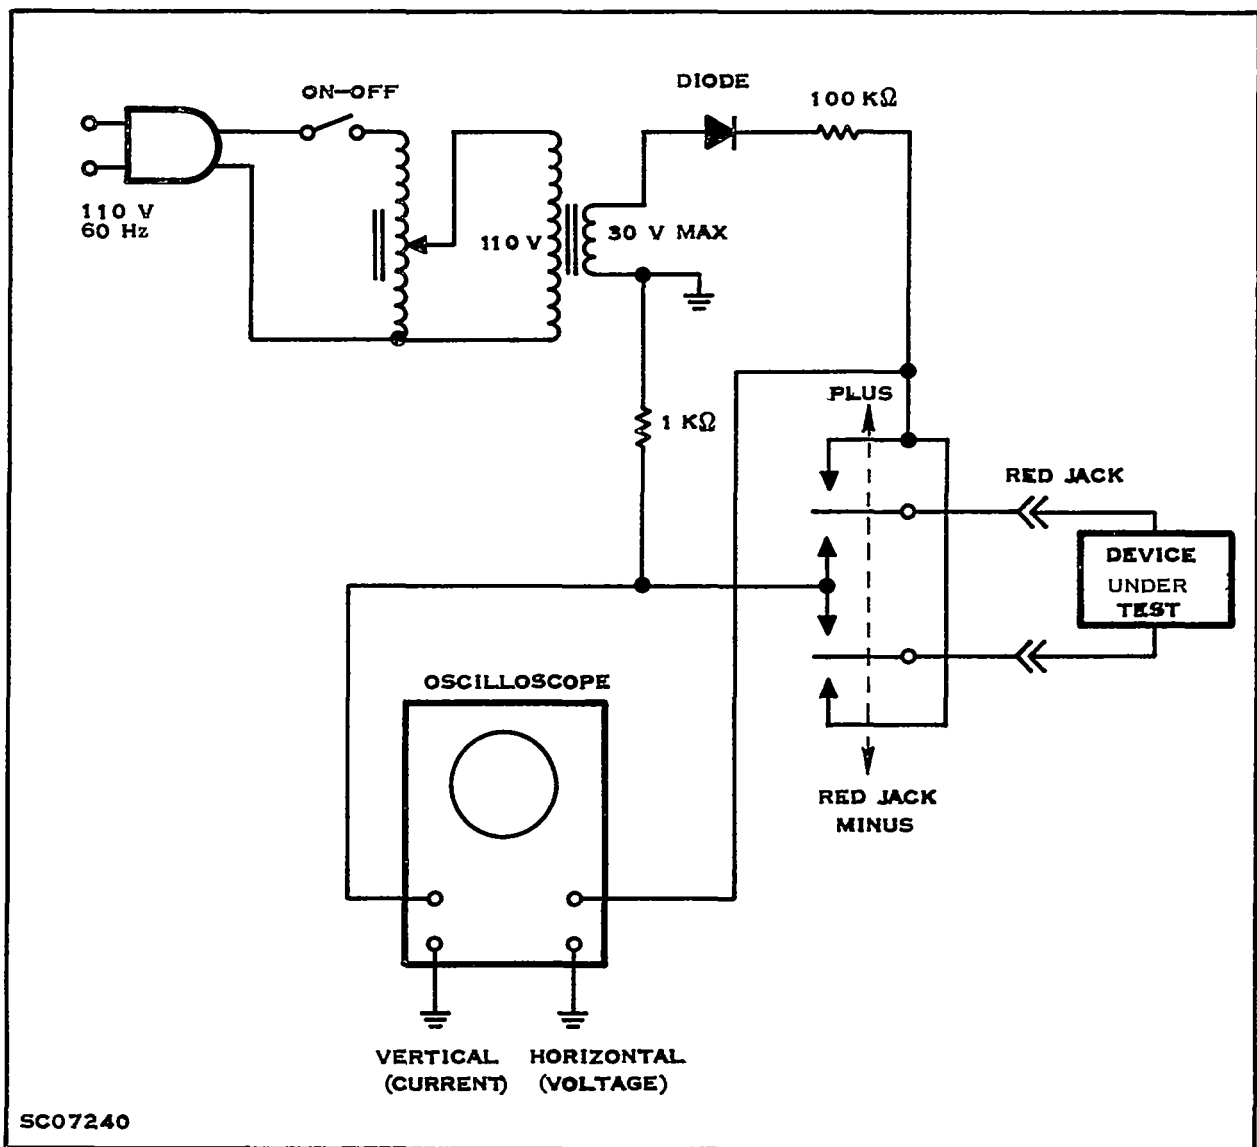 ON-OFF
DIODE
100 KΩ
110 V
60 Hz
110 V
30 V MAX
1 KΩ
PLUS
RED JACK
DEVICE
UNDER
TEST
OSCILLOSCOPE
RED JACK
MINUS
VERTICAL
(CURRENT)
HORIZONTAL
(VOLTAGE)
SC07240